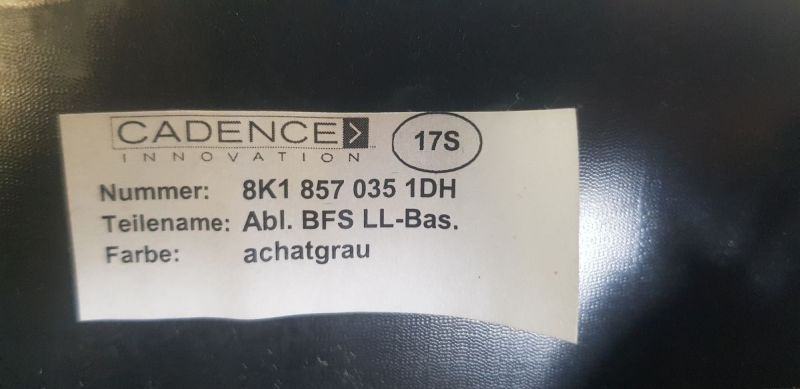 CADENCE
INNOVATION
17S
Nummer: 8K1 857 035 1DH
Teilename: Abl. BFS LL-Bas.
Farbe: achatgrau